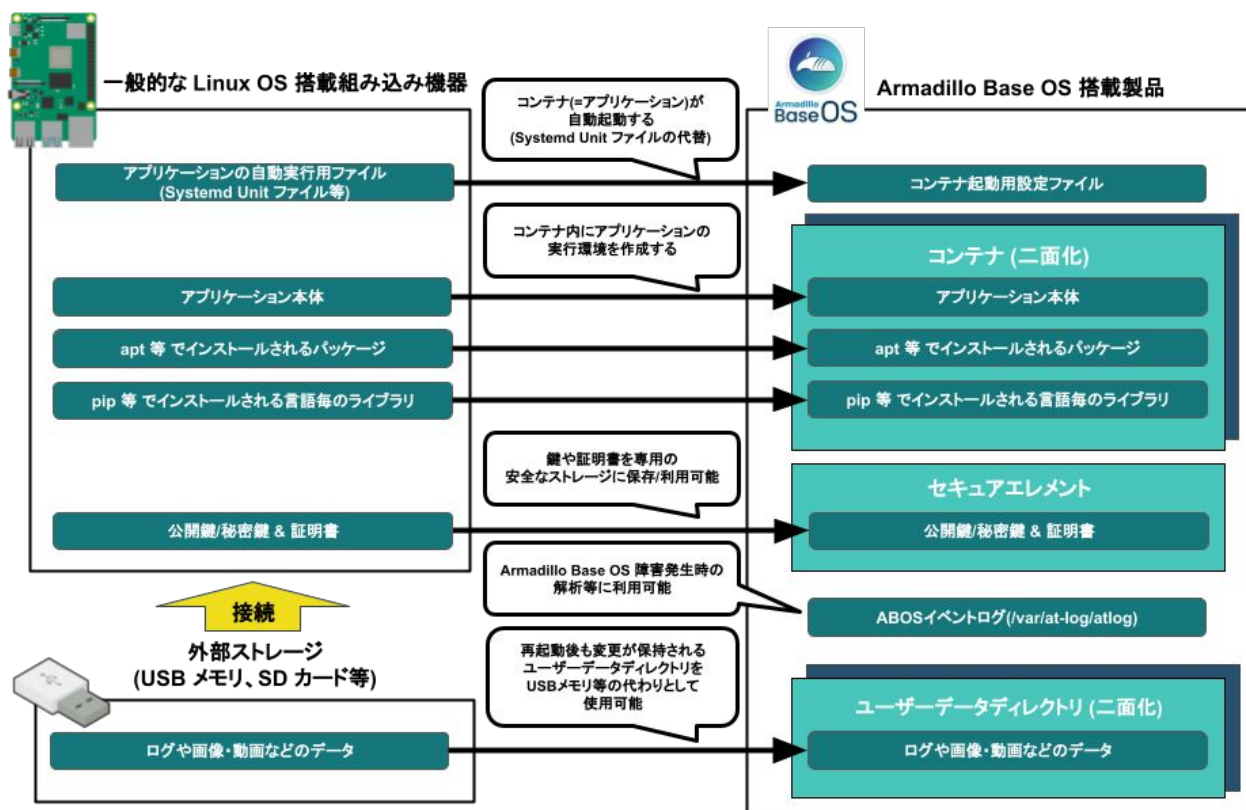 一般的な Linux OS 搭載組み込み機器
Armadillo
Base OS
Armadillo Base OS 搭載製品
コンテナ(=アプリケーション)が
自動起動する
(Systemd Unit ファイルの代替)
アプリケーションの自動実行用ファイル
(Systemd Unit ファイル等)
コンテナ起動用設定ファイル
コンテナ内にアプリケーションの
実行環境を作成する
コンテナ (二面化)
アプリケーション本体
アプリケーション本体
apt 等 でインストールされるパッケージ
apt 等 でインストールされるパッケージ
pip 等 でインストールされる言語毎のライブラリ
pip 等 でインストールされる言語毎のライブラリ
鍵や証明書を専用の
安全なストレージに保存/利用可能
セキュアエレメント
公開鍵/秘密鍵 & 証明書
公開鍵/秘密鍵 & 証明書
Armadillo Base OS 障害発生時の
解析等に利用可能
ABOSイベントログ(/var/at-log/atlog)
接続
外部ストレージ
(USB メモリ、SD カード等)
再起動後も変更が保持される
ユーザーデータディレクトリを
USBメモリ等の代わりとして
使用可能
ユーザーデータディレクトリ (二面化)
ログや画像・動画などのデータ
ログや画像・動画などのデータ